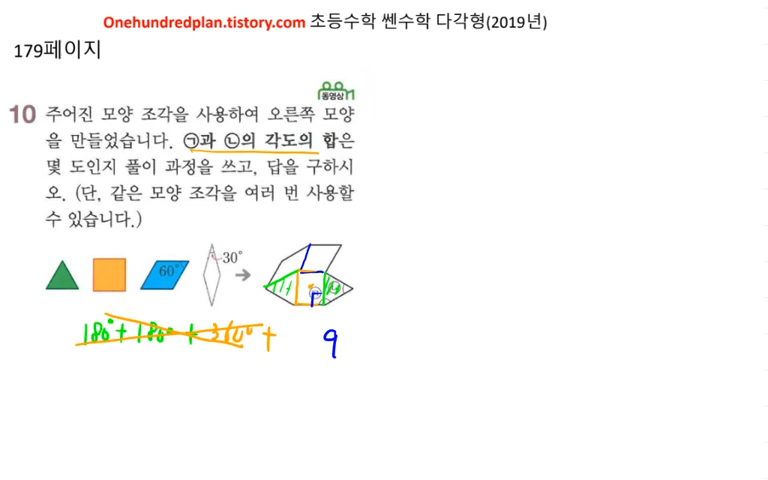 Onehundredplan.tistory.com 초등수학 쎈수학 다각형(2019년)
179페이지
동영상
10 주어진 모양 조각을 사용하여 오른쪽 모양
을 만들었습니다. ㉠과 ㉡의 각도의 합은
몇 도인지 풀이 과정을 쓰고, 답을 구하시
오. (단, 같은 모양 조각을 여러 번 사용할
수 있습니다.)
60° 30°
180°+180°+360°+ 9